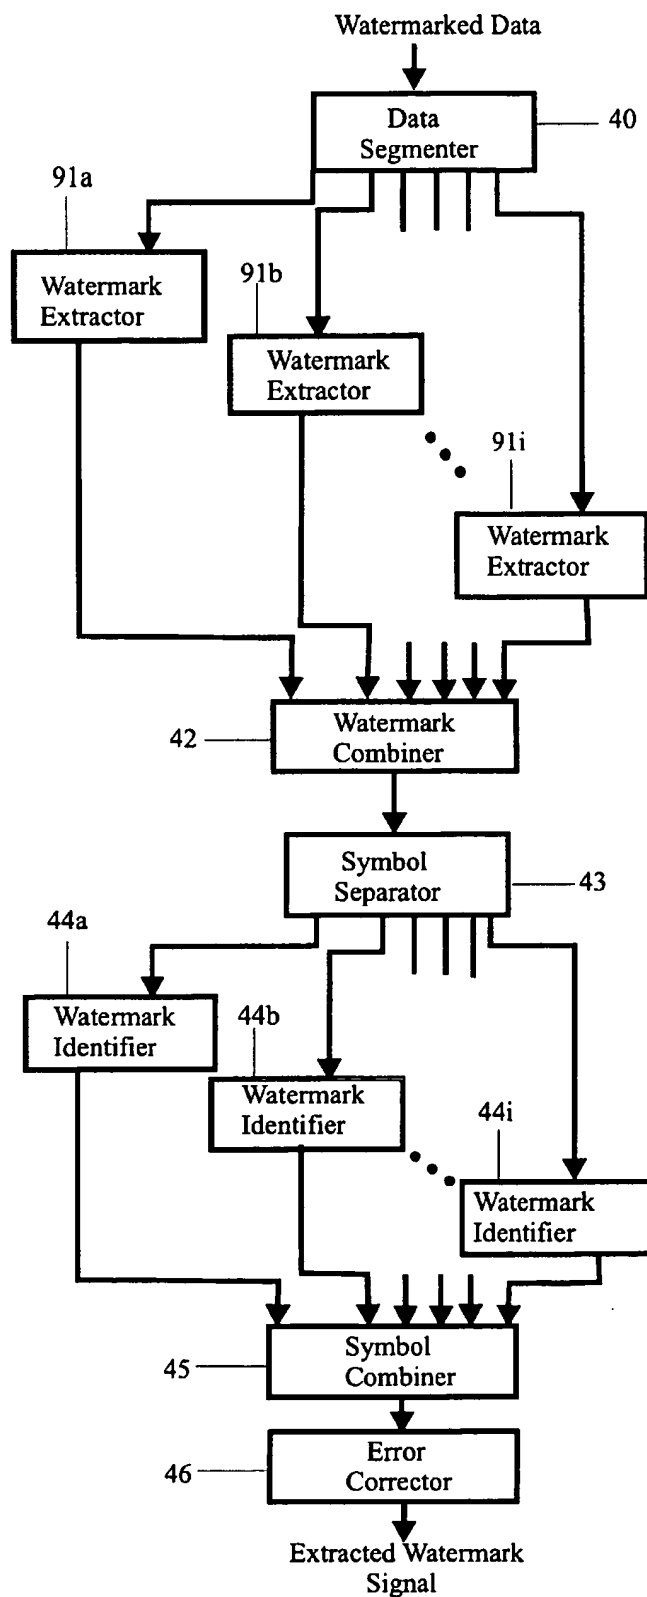 Watermarked Data
Data
Segmenter
40
91a
Watermark
Extractor
91b
Watermark
Extractor
91i
Watermark
Extractor
42
Watermark
Combiner
Symbol
Separator
43
44a
Watermark
Identifier
44b
Watermark
Identifier
44i
Watermark
Identifier
45
Symbol
Combiner
46
Error
Corrector
Extracted Watermark
Signal